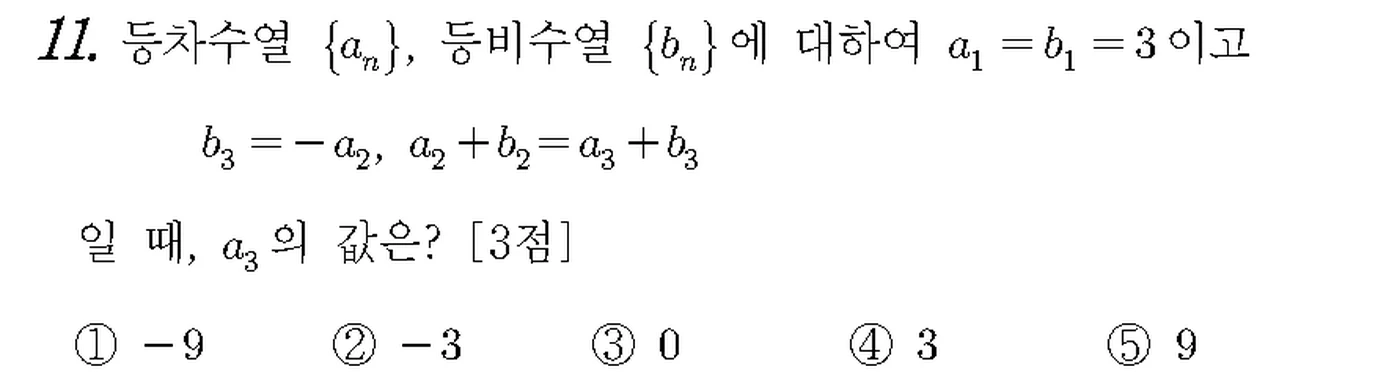 11. 등차수열 {aₙ}, 등비수열 {bₙ}에 대하여 a₁ = b₁ = 3이고
b₃ = −a₂, a₂ + b₂ = a₃ + b₃
일 때, a₃의 값은? [3점]
① −9 ② −3 ③ 0 ④ 3 ⑤ 9